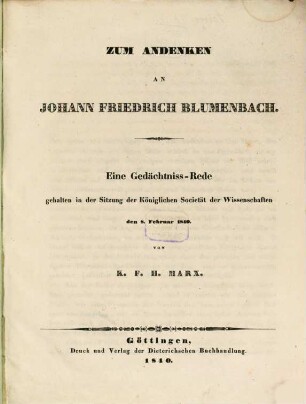 ZUM ANDENKEN
AN
JOHANN FRIEDRICH BLUMENBACH.
Eine Gedächtniss-Rede
gehalten in der Sitzung der Königlichen Societät der Wissenschaften
den 8. Februar 1840.
von
K. F. H. MARX.
Göttingen,
Druck und Verlag der Dieterichschen Buchhandlung.
1840.